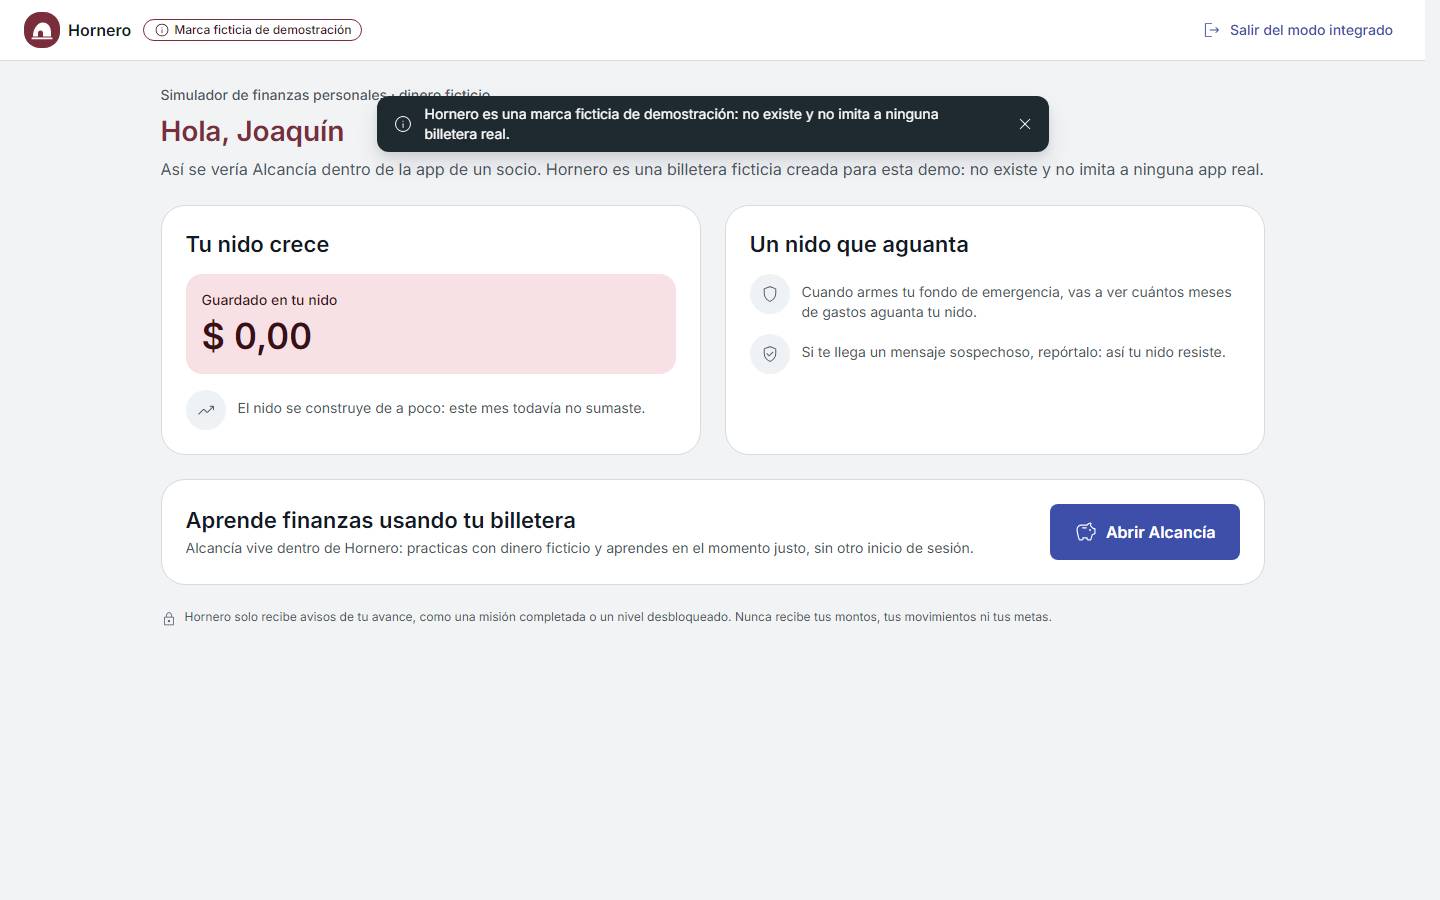 Hornero
Marca ficticia de demostración
Salir del modo integrado
Simulador de finanzas personales · dinero ficticio
Hornero es una marca ficticia de demostración: no existe y no imita a ninguna
billetera real.
Hola, Joaquín
Así se vería Alcancía dentro de la app de un socio. Hornero es una billetera ficticia creada para esta demo: no existe y no imita a ninguna app real.
Tu nido crece
Guardado en tu nido
$ 0,00
El nido se construye de a poco: este mes todavía no sumaste.
Un nido que aguanta
Cuando armes tu fondo de emergencia, vas a ver cuántos meses
de gastos aguanta tu nido.
Si te llega un mensaje sospechoso, repórtalo: así tu nido resiste.
Aprende finanzas usando tu billetera
Alcancía vive dentro de Hornero: practicas con dinero ficticio y aprendes en el momento justo, sin otro inicio de sesión.
Abrir Alcancía
Hornero solo recibe avisos de tu avance, como una misión completada o un nivel desbloqueado. Nunca recibe tus montos, tus movimientos ni tus metas.